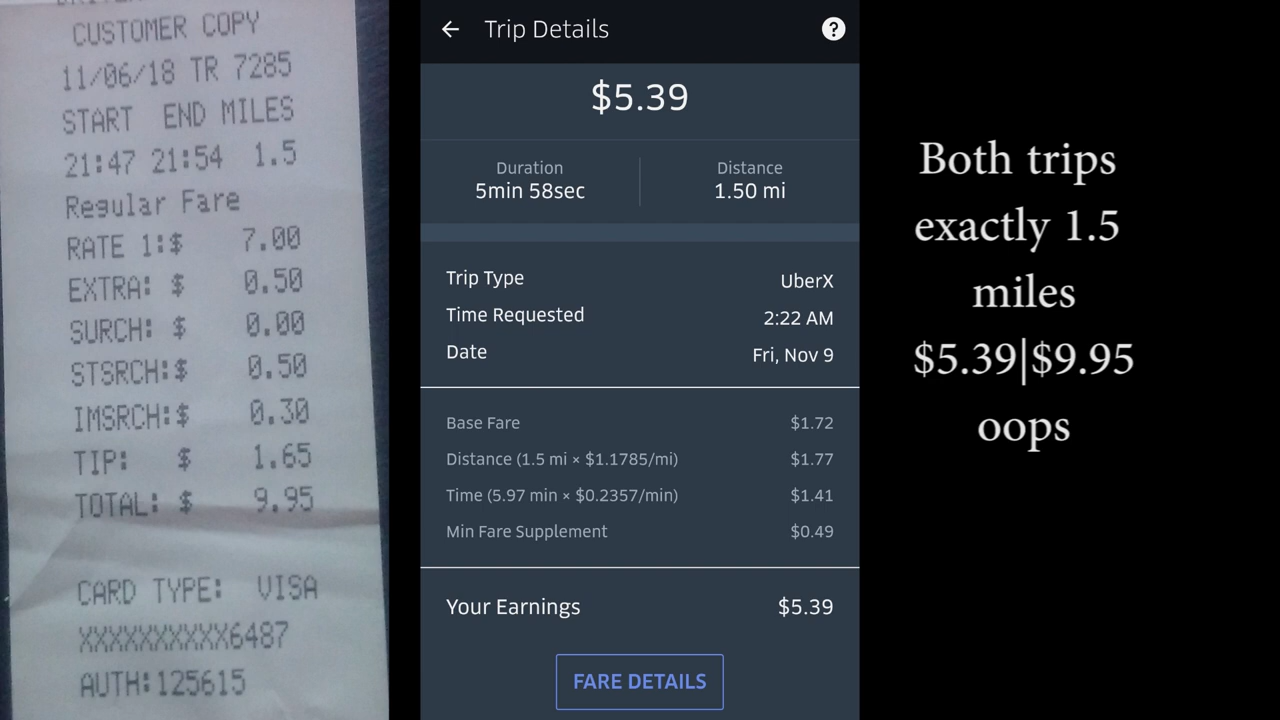 CUSTOMER COPY
11/06/18 TR 7285
START END MILES
21:47 21:54 1.5
Regular Fare
RATE 1:$ 7.00
EXTRA: $ 0.50
SURCH: $ 0.00
STSRCH:$ 0.50
IMSRCH:$ 0.30
TIP: $ 1.65
TOTAL: $ 9.95
CARD TYPE: VISA
XXXXXXXXXX6487
AUTH:125615
Trip Details
?
$5.39
Duration
5min 58sec
Distance
1.50 mi
Trip Type UberX
Time Requested 2:22 AM
Date Fri, Nov 9
Base Fare $1.72
Distance (1.5 mi × $1.1785/mi) $1.77
Time (5.97 min × $0.2357/min) $1.41
Min Fare Supplement $0.49
Your Earnings $5.39
FARE DETAILS
Both trips
exactly 1.5
miles
$5.39|$9.95
oops